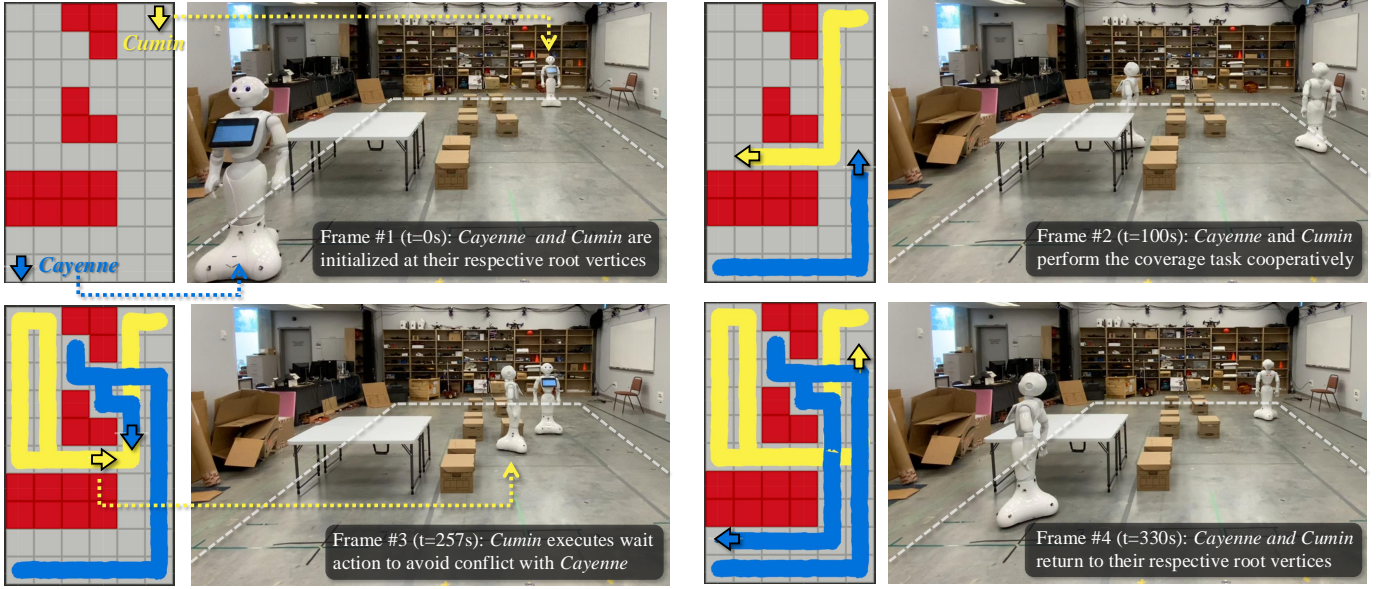 Cumin
Cayenne
Frame #1 (t=0s): Cayenne and Cumin are
initialized at their respective root vertices
Frame #2 (t=100s): Cayenne and Cumin
perform the coverage task cooperatively
Frame #3 (t=257s): Cumin executes wait
action to avoid conflict with Cayenne
Frame #4 (t=330s): Cayenne and Cumin
return to their respective root vertices